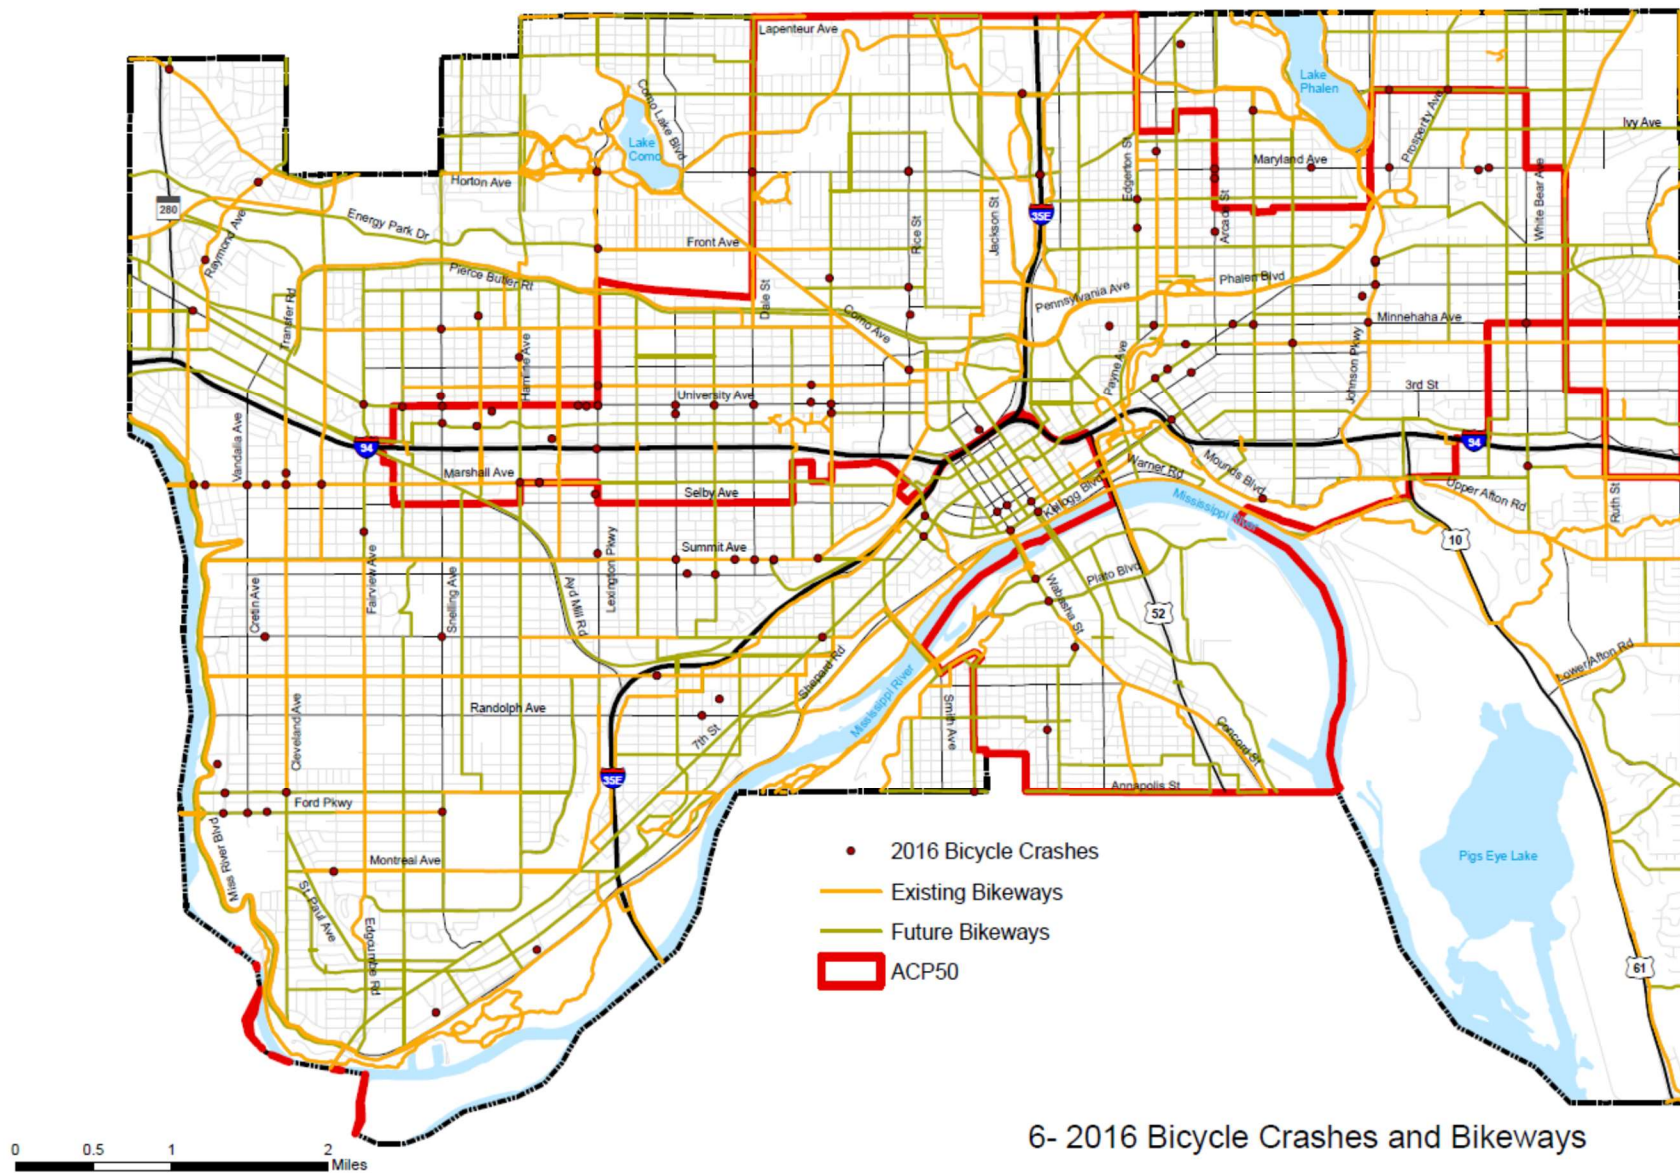 Lapenteur Ave
Lake
Phalen
Como Lake Blvd
Prosperity Ave
Ivy Ave
Lake
Como
Edgerton St
Maryland Ave
Horton Ave
White Bear Ave
280
Raymond Ave
Energy Park Dr
Front Ave
Rice St
Jackson St
35E
Arcade St
Pierce Butler Rt
Dale St
Pennsylvania Ave
Phalen Blvd
Transfer Rd
Como Ave
Minnehaha Ave
Hamline Ave
Payne Ave
Johnson Pkwy
3rd St
University Ave
Vandalia Ave
94
94
Marshall Ave
Selby Ave
Kellogg Blvd
Warner Rd
Mounds Blvd
Mississippi River
Upper Afton Rd
Ruth St
10
Summit Ave
Cretin Ave
Fairview Ave
Snelling Ave
Ayd Mill Rd
Lexington Pkwy
Wabasha St
Plato Blvd
52
Lower Afton Rd
Shepard Rd
Mississippi River
Cleveland Ave
Randolph Ave
7th St
Smith Ave
Concord St
35E
Ford Pkwy
Annapolis St
Miss River Blvd
Montreal Ave
St. Paul Ave
Edgcumbe Rd
Pigs Eye Lake
61
2016 Bicycle Crashes
Existing Bikeways
Future Bikeways
ACP50
6- 2016 Bicycle Crashes and Bikeways
0 0.5 1 2
Miles